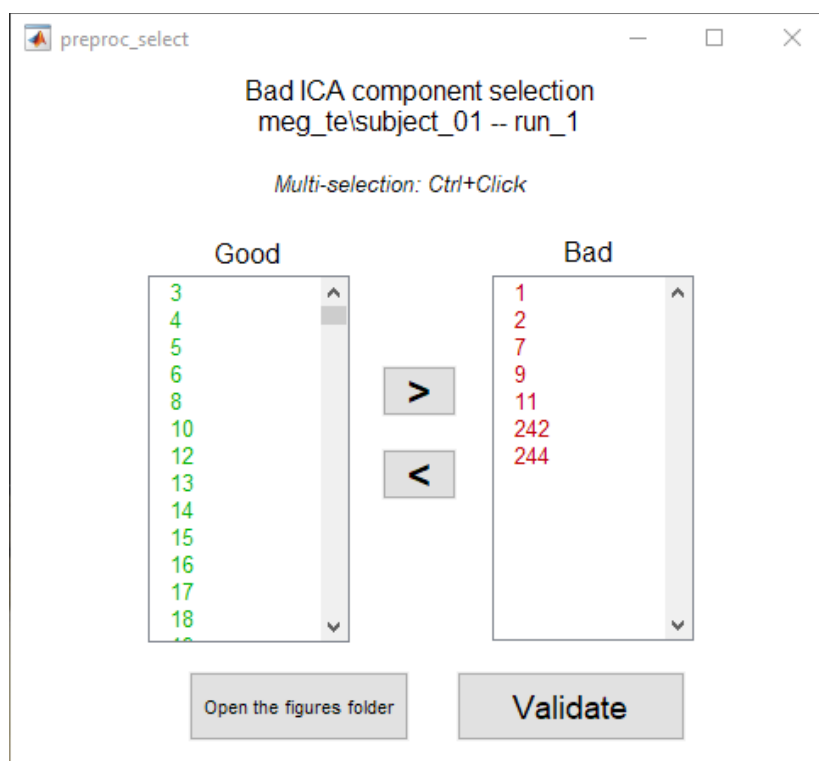 preproc_select
Bad ICA component selection
meg_te\subject_01 -- run_1
Multi-selection: Ctrl+Click
Good
3
4
5
6
8
10
12
13
14
15
16
17
18
>
<
Bad
1
2
7
9
11
242
244
Open the figures folder
Validate